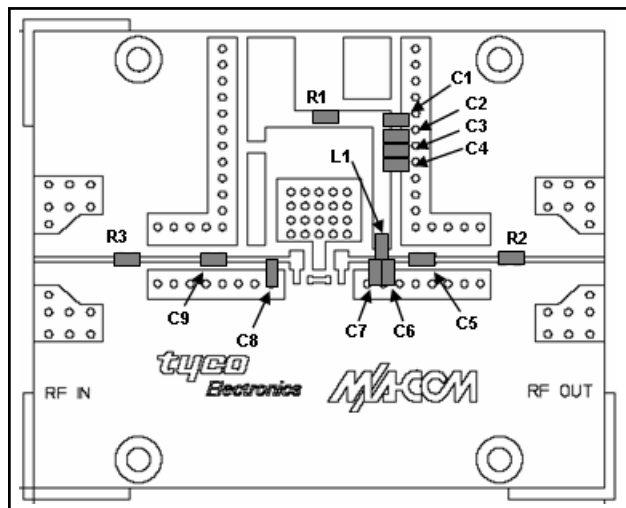 C1
R1
C2
C3
C4
L1
R3
R2
C9
C8
C7
C6
C5
tyco
Electronics
M/A-COM
RF IN
RF OUT